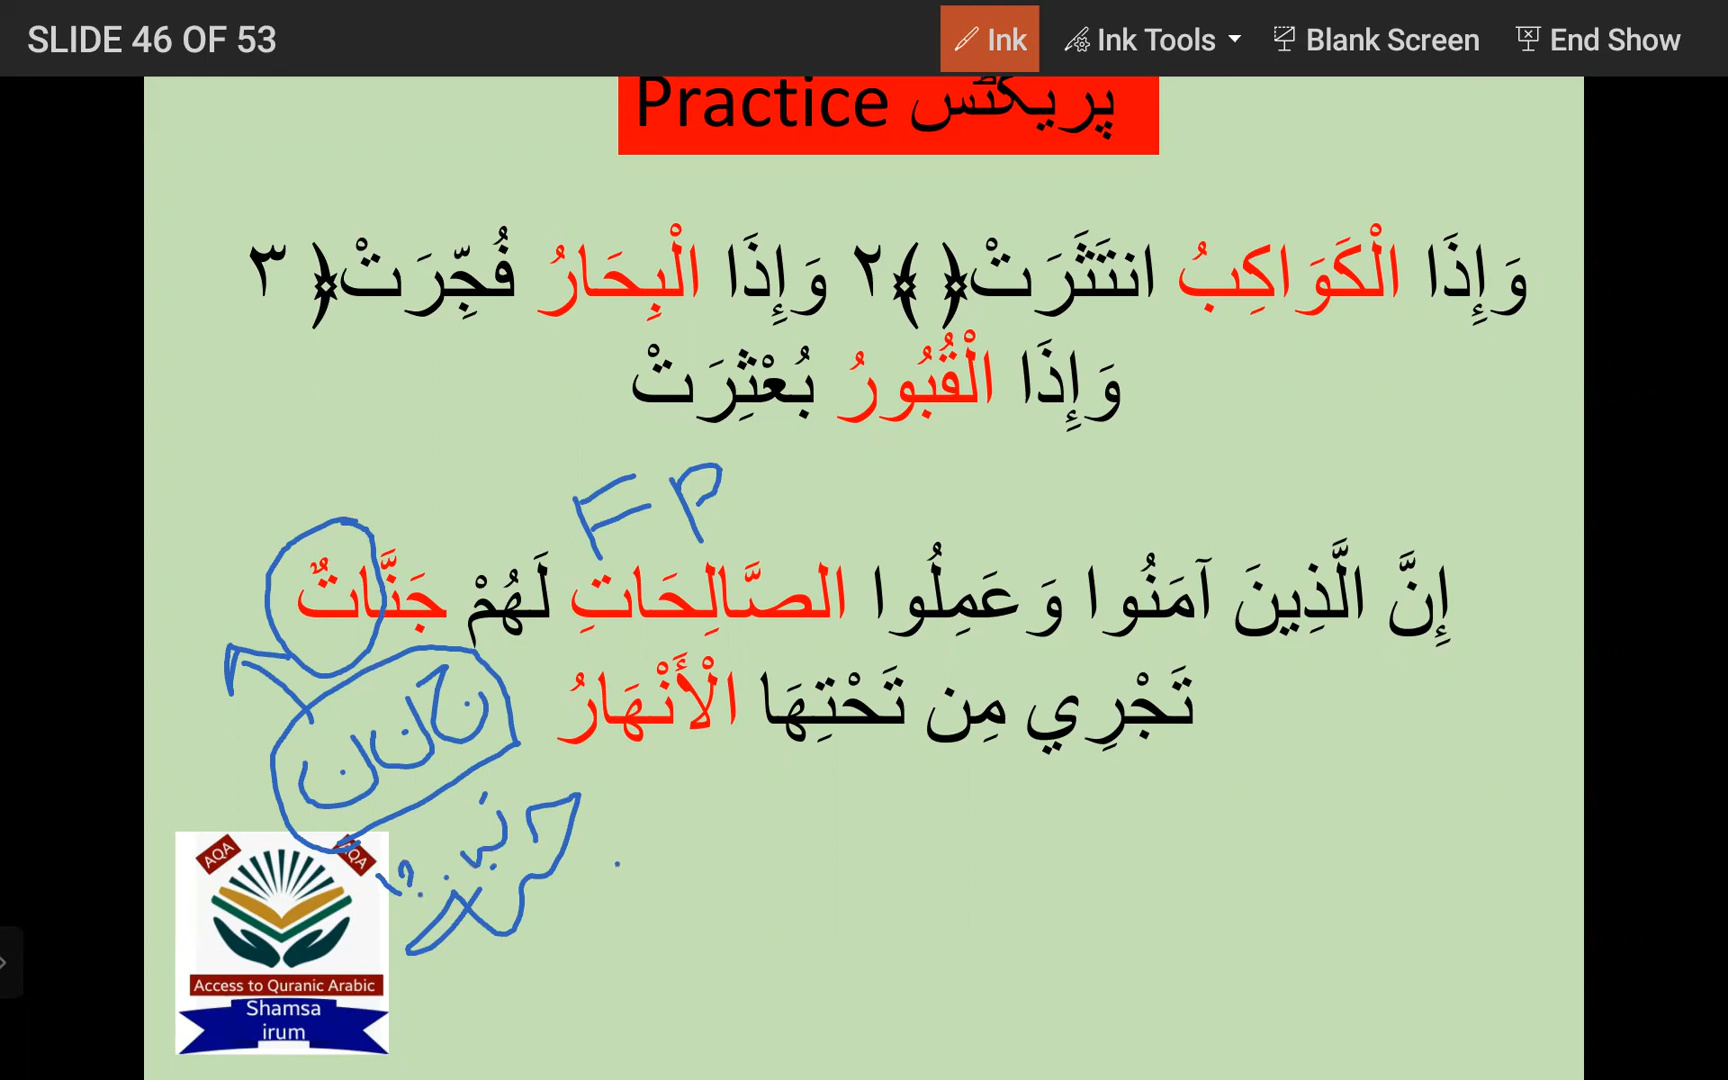 SLIDE 46 OF 53
Ink
Ink Tools
Blank Screen
End Show
Practice پریکٹس
وَإِذَا الْكَوَاكِبُ انتَثَرَتْ﴿ ﴾٢ وَإِذَا الْبِحَارُ فُجِّرَتْ﴿ ٣
وَإِذَا الْقُبُورُ بُعْثِرَتْ
FP
إِنَّ الَّذِينَ آمَنُوا وَعَمِلُوا الصَّالِحَاتِ لَهُمْ جَنَّاتٌ
تَجْرِي مِن تَحْتِهَا الْأَنْهَارُ
ج ن ن
AQA
AQA
Access to Quranic Arabic
Shamsa
irum